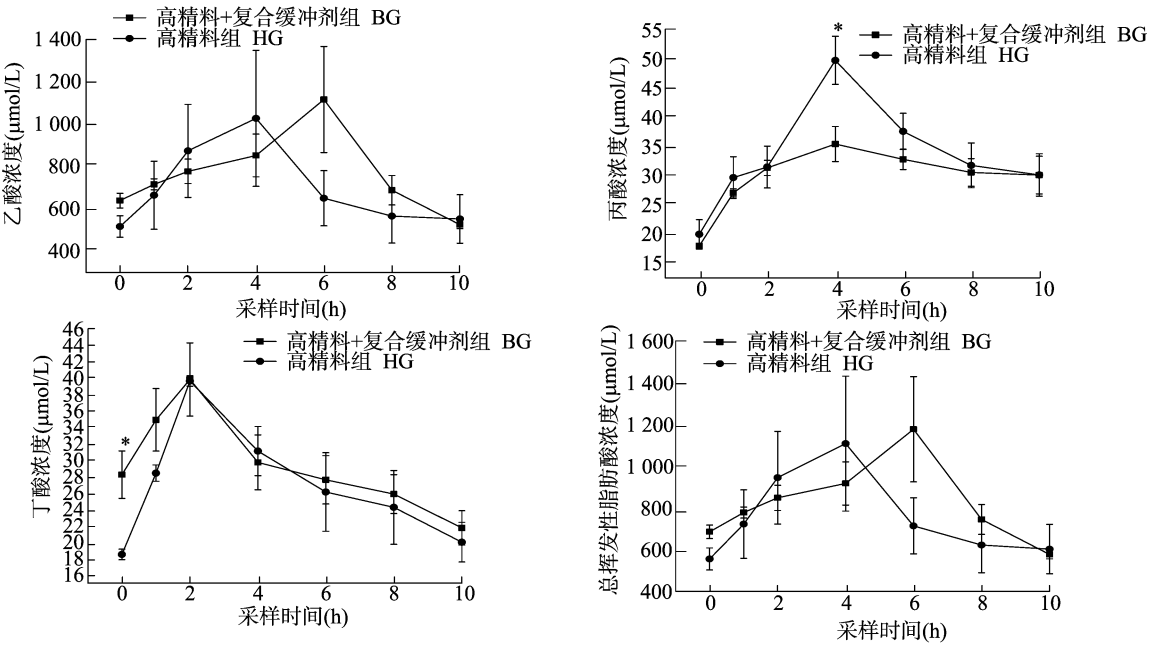 高精料+复合缓冲剂组 BG
高精料组 HG
1 400
1 200
1 000
800
600
400
乙酸浓度(μmol/L)
0 2 4 6 8 10
采样时间(h)
*
高精料+复合缓冲剂组 BG
高精料组 HG
55
50
45
40
35
30
25
20
15
丙酸浓度(μmol/L)
0 2 4 6 8 10
采样时间(h)
高精料+复合缓冲剂组 BG
高精料组 HG
46
44
42
40
38
36
34
32
30
28
26
24
22
20
18
16
丁酸浓度(μmol/L)
*
0 2 4 6 8 10
采样时间(h)
高精料+复合缓冲剂组 BG
高精料组 HG
1 600
1 400
1 200
1 000
800
600
400
总挥发性脂肪酸浓度(μmol/L)
0 2 4 6 8 10
采样时间(h)